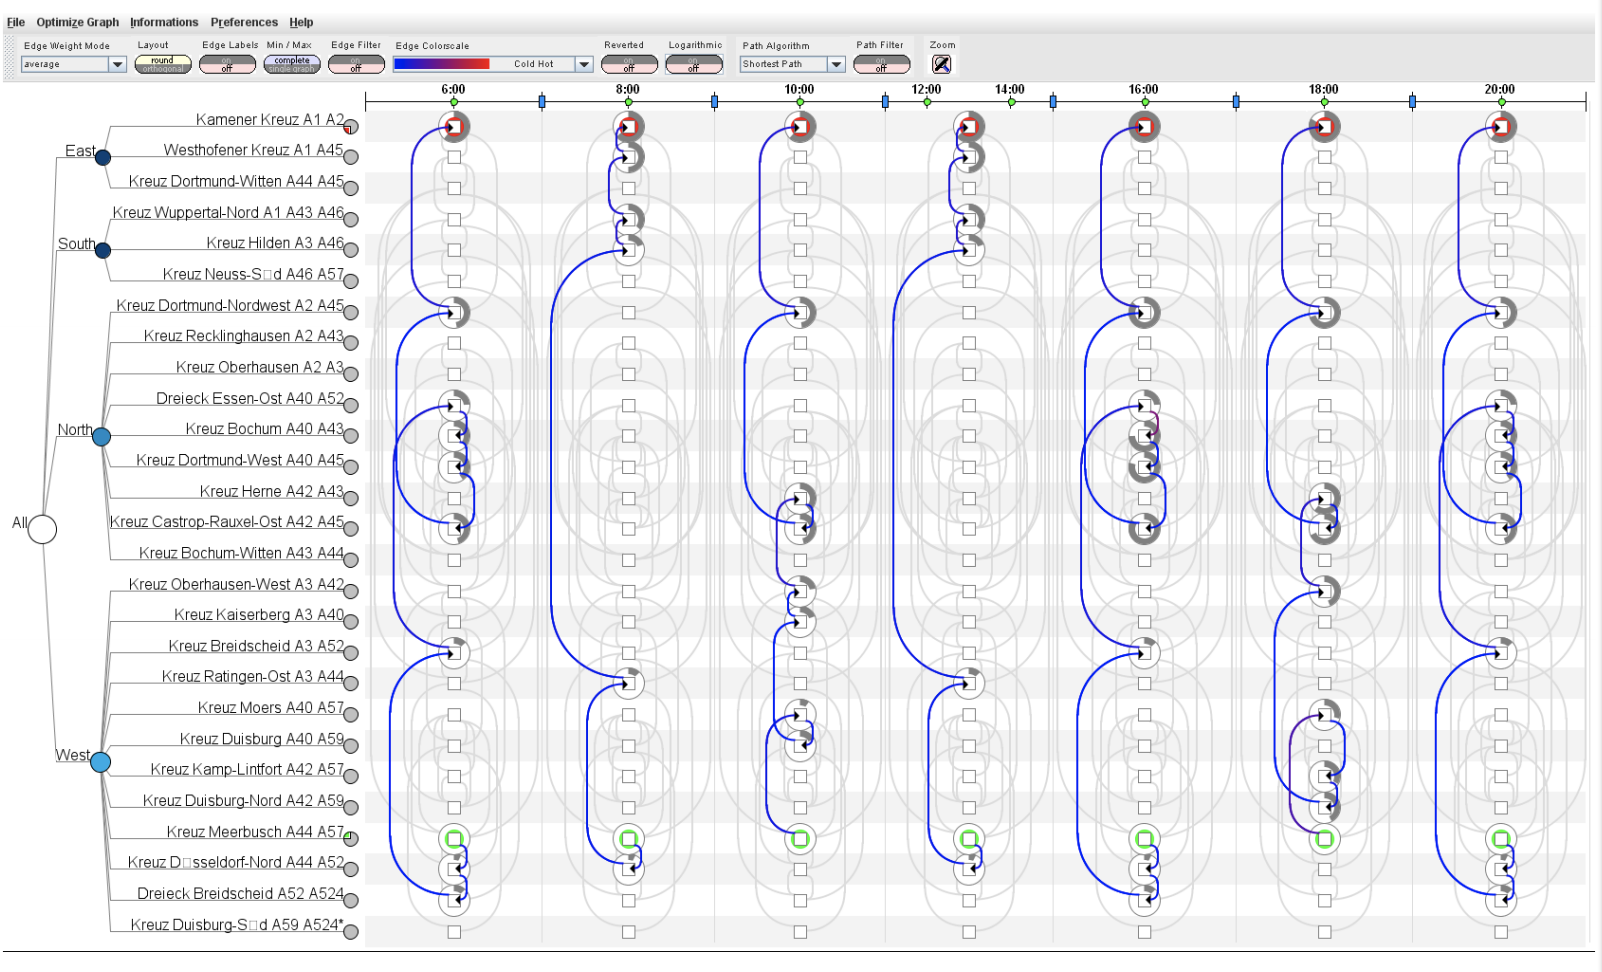 File Optimize Graph Informations Preferences Help
Edge Weight Mode Layout Edge Labels Min / Max Edge Filter Edge Colorscale Reverted Logarithmic Path Algorithm Path Filter Zoom
average round orthogonal on off complete single graph on off Cold Hot on off on off Shortest Path on off
6:00 8:00 10:00 12:00 14:00 16:00 18:00 20:00
Kamener Kreuz A1 A2
East
Westhofener Kreuz A1 A45
Kreuz Dortmund-Witten A44 A45
Kreuz Wuppertal-Nord A1 A43 A46
South
Kreuz Hilden A3 A46
Kreuz Neuss-S□d A46 A57
Kreuz Dortmund-Nordwest A2 A45
Kreuz Recklinghausen A2 A43
Kreuz Oberhausen A2 A3
Dreieck Essen-Ost A40 A52
North
Kreuz Bochum A40 A43
Kreuz Dortmund-West A40 A45
Kreuz Herne A42 A43
All
Kreuz Castrop-Rauxel-Ost A42 A45
Kreuz Bochum-Witten A43 A44
Kreuz Oberhausen-West A3 A42
Kreuz Kaiserberg A3 A40
Kreuz Breidscheid A3 A52
Kreuz Ratingen-Ost A3 A44
Kreuz Moers A40 A57
Kreuz Duisburg A40 A59
West
Kreuz Kamp-Lintfort A42 A57
Kreuz Duisburg-Nord A42 A59
Kreuz Meerbusch A44 A57
Kreuz D□sseldorf-Nord A44 A52
Dreieck Breidscheid A52 A524
Kreuz Duisburg-S□d A59 A524*